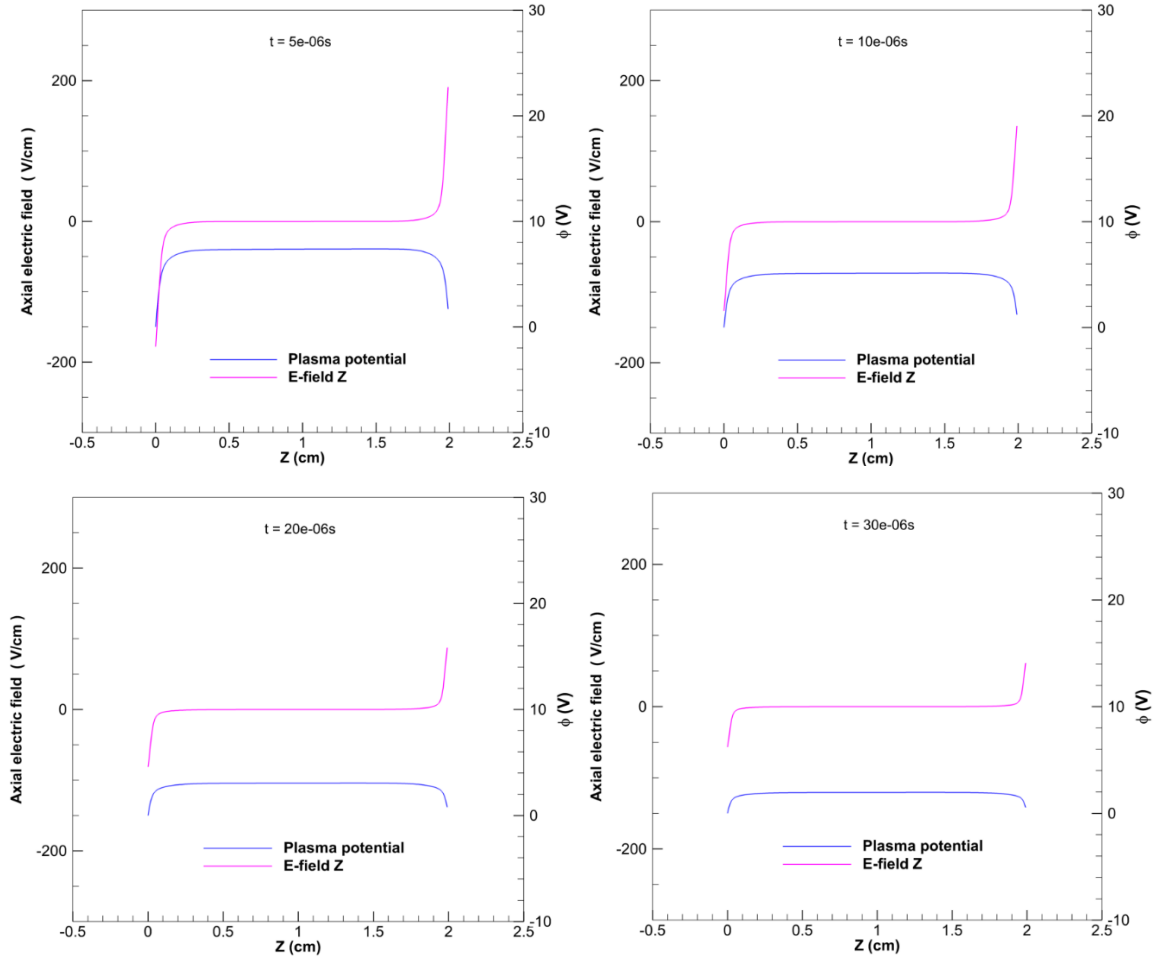 t = 5e-06s
Axial electric field ( V/cm )
200
0
-200
30
20
10
0
-10
ϕ (V)
Plasma potential
E-field Z
-0.5 0 0.5 1 1.5 2 2.5
Z (cm)
t = 10e-06s
Axial electric field ( V/cm )
200
0
-200
30
20
10
0
-10
ϕ (V)
Plasma potential
E-field Z
-0.5 0 0.5 1 1.5 2 2.5
Z (cm)
t = 20e-06s
Axial electric field ( V/cm )
200
0
-200
30
20
10
0
-10
ϕ (V)
Plasma potential
E-field Z
-0.5 0 0.5 1 1.5 2 2.5
Z (cm)
t = 30e-06s
Axial electric field ( V/cm )
200
0
-200
30
20
10
0
-10
ϕ (V)
Plasma potential
E-field Z
-0.5 0 0.5 1 1.5 2 2.5
Z (cm)